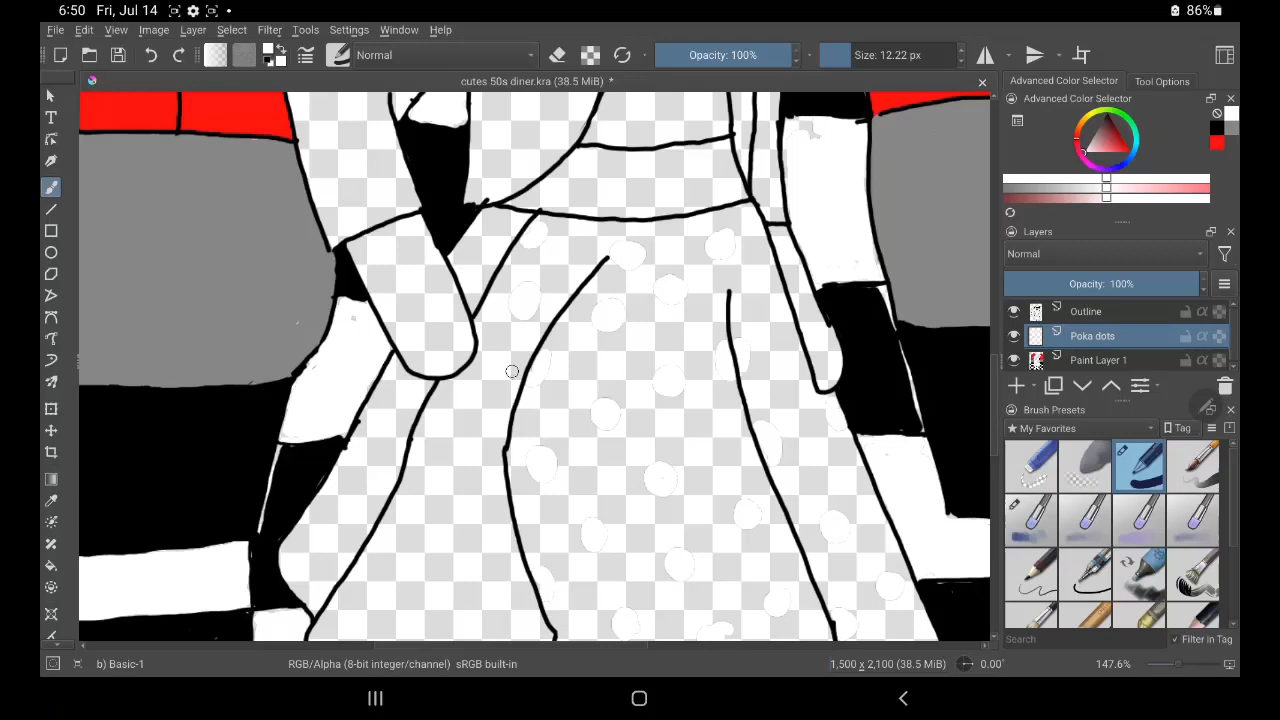 6:50 Fri, Jul 14 86%
File Edit View Image Layer Select Filter Tools Settings Window Help
Normal Opacity: 100% Size: 12.22 px
cutes 50s diner.kra (38.5 MiB) *
Advanced Color Selector Tool Options
Advanced Color Selector
Layers
Normal
Opacity: 100%
Outline
Poka dots
Paint Layer 1
Brush Presets
My Favorites Tag
Search Filter in Tag
b) Basic-1 RGB/Alpha (8-bit integer/channel) sRGB built-in 1,500 x 2,100 (38.5 MiB) 0.00° 147.6%